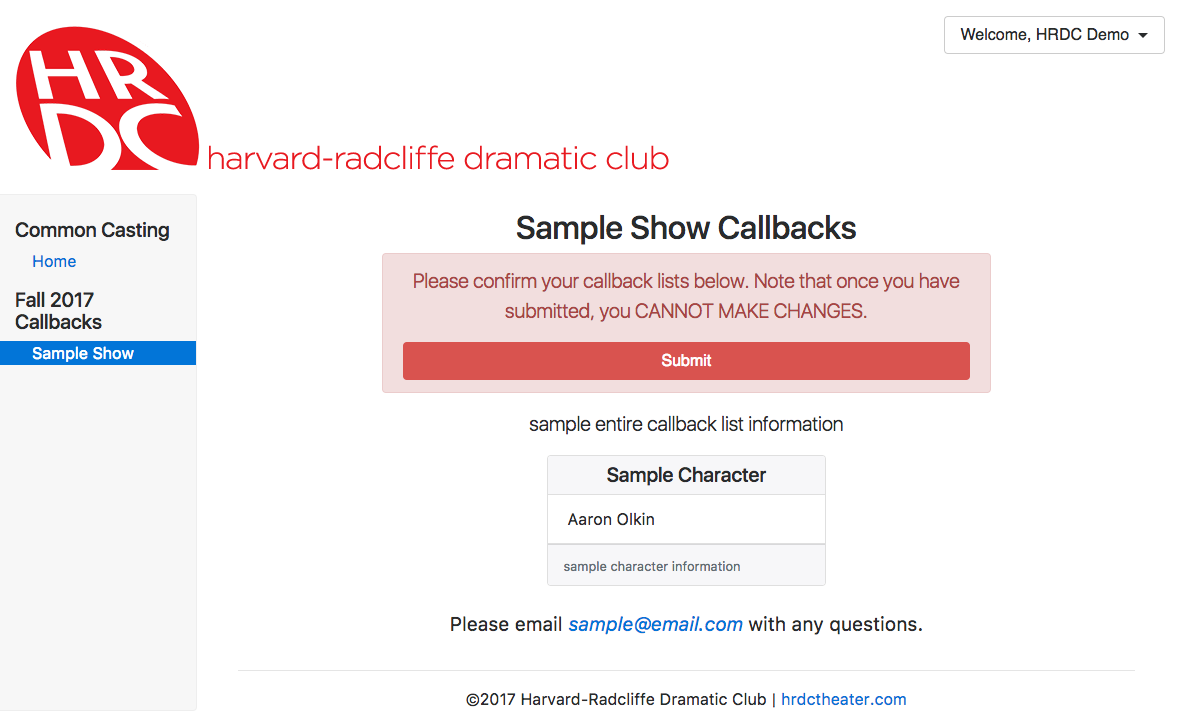 HR
DC
harvard-radcliffe dramatic club
Welcome, HRDC Demo
Common Casting
Home
Fall 2017
Callbacks
Sample Show
Sample Show Callbacks
Please confirm your callback lists below. Note that once you have
submitted, you CANNOT MAKE CHANGES.
Submit
sample entire callback list information
Sample Character
Aaron Olkin
sample character information
Please email sample@email.com with any questions.
©2017 Harvard-Radcliffe Dramatic Club | hrdctheater.com